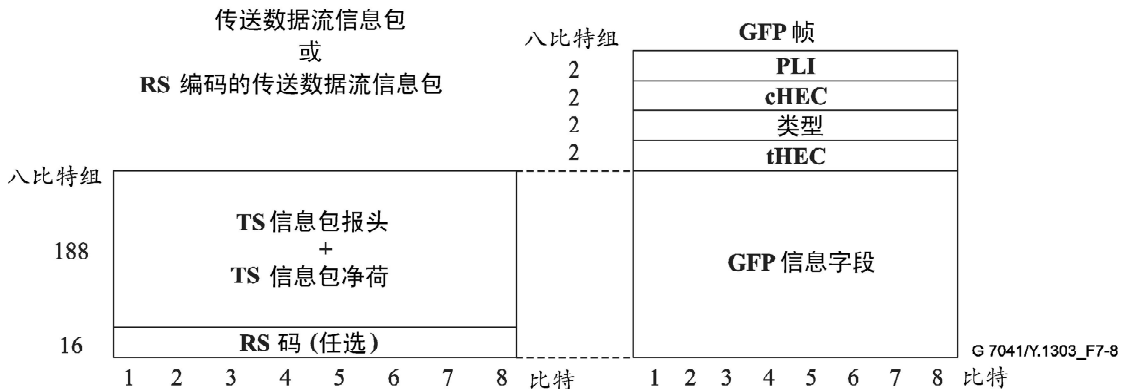 传送数据流信息包
或
RS 编码的传送数据流信息包
八比特组
GFP 帧
2
PLI
2
cHEC
2
类型
2
tHEC
八比特组
188
TS 信息包报头
+
TS 信息包净荷
GFP 信息字段
16
RS 码 (任选)
1 2 3 4 5 6 7 8 比特
1 2 3 4 5 6 7 8 比特
G 7041/Y.1303_F7-8